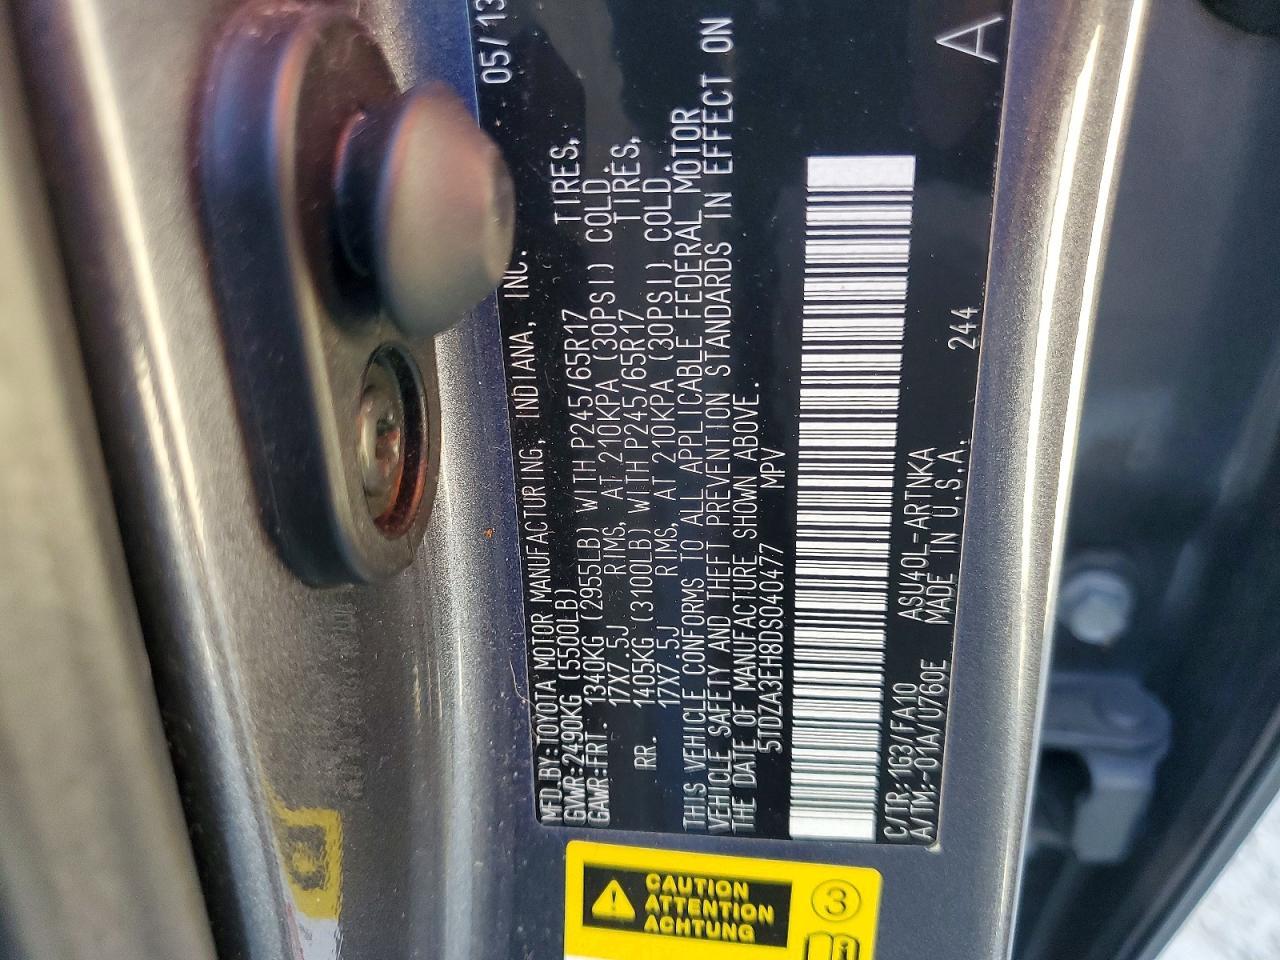 MFD.BY:TOYOTA MOTOR MANUFACTURING, INDIANA, INC. 05/13
GVWR:2490KG (5500LB)
GAWR:FRT. 1340KG (2955LB) WITH P245/65R17 TIRES,
17X7.5J RIMS, AT 210KPA (30PSI) COLD
RR. 1405KG (3100LB) WITH P245/65R17 TIRES,
17X7.5J RIMS, AT 210KPA (30PSI) COLD.
THIS VEHICLE CONFORMS TO ALL APPLICABLE FEDERAL MOTOR
VEHICLE SAFETY AND THEFT PREVENTION STANDARDS IN EFFECT ON
THE DATE OF MANUFACTURE SHOWN ABOVE.
5TDZA3EH8DS040477 MPV
C/TR:1G3/FA10 ASU40L-ARTNKA
A/TM:-01A/U760E MADE IN U.S.A. 244
A
CAUTION
ATTENTION
ACHTUNG
3